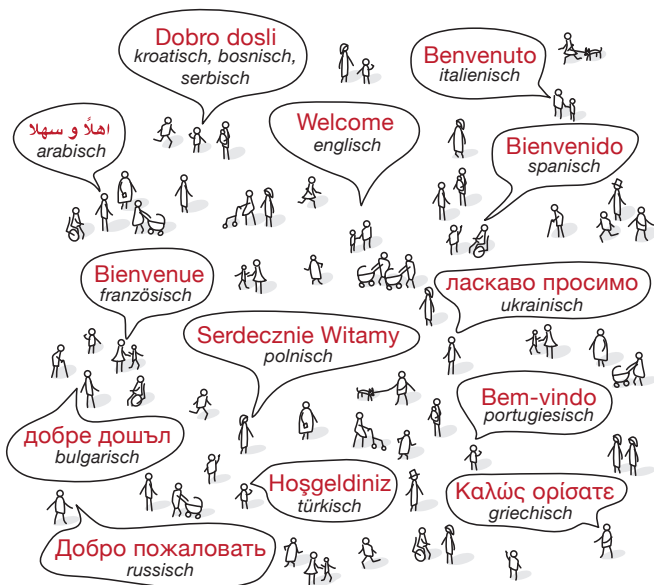 Dobro dosli
kroatisch, bosnisch,
serbisch
Benvenuto
italienisch
اهلاً و سهلا
arabisch
Welcome
englisch
Bienvenido
spanisch
Bienvenue
französisch
ласкаво просимо
ukrainisch
Serdecznie Witamy
polnisch
Bem-vindo
portugiesisch
добре дошъл
bulgarisch
Hoşgeldiniz
türkisch
Καλώς ορίσατε
griechisch
Добро пожаловать
russisch